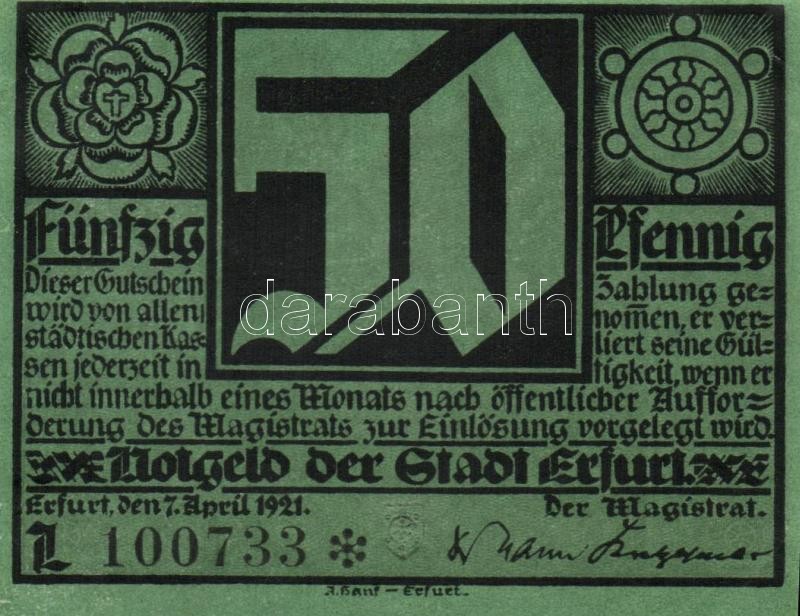 50
Fünfzig Pfennig
Dieser Gutschein
wird von allen
städtischen Kas=
sen jederzeit in
Zahlung ge=
nom̅en, er ver=
liert seine Gül=
tigkeit, wenn er
nicht innerhalb eines Monats nach öffentlicher Auffor=
derung des Magistrats zur Einlösung vorgelegt wird.
Notgeld der Stadt Erfurt.
Erfurt, den 7. April 1921. Der Magistrat.
L 100733 *
darabanth